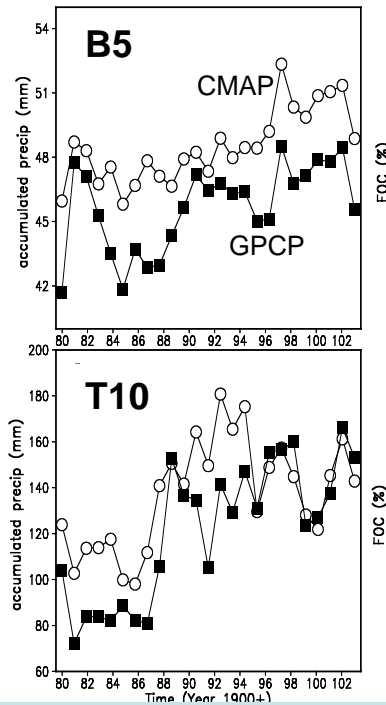 B5
54
51
48
45
42
accumulated precip (mm)
CMAP
GPCP
FOC (%)
80 82 84 86 88 90 92 94 96 98 100 102
T10
200
180
160
140
120
100
80
60
accumulated precip (mm)
FOC (%)
80 82 84 86 88 90 92 94 96 98 100 102
Time (Year 1900+)